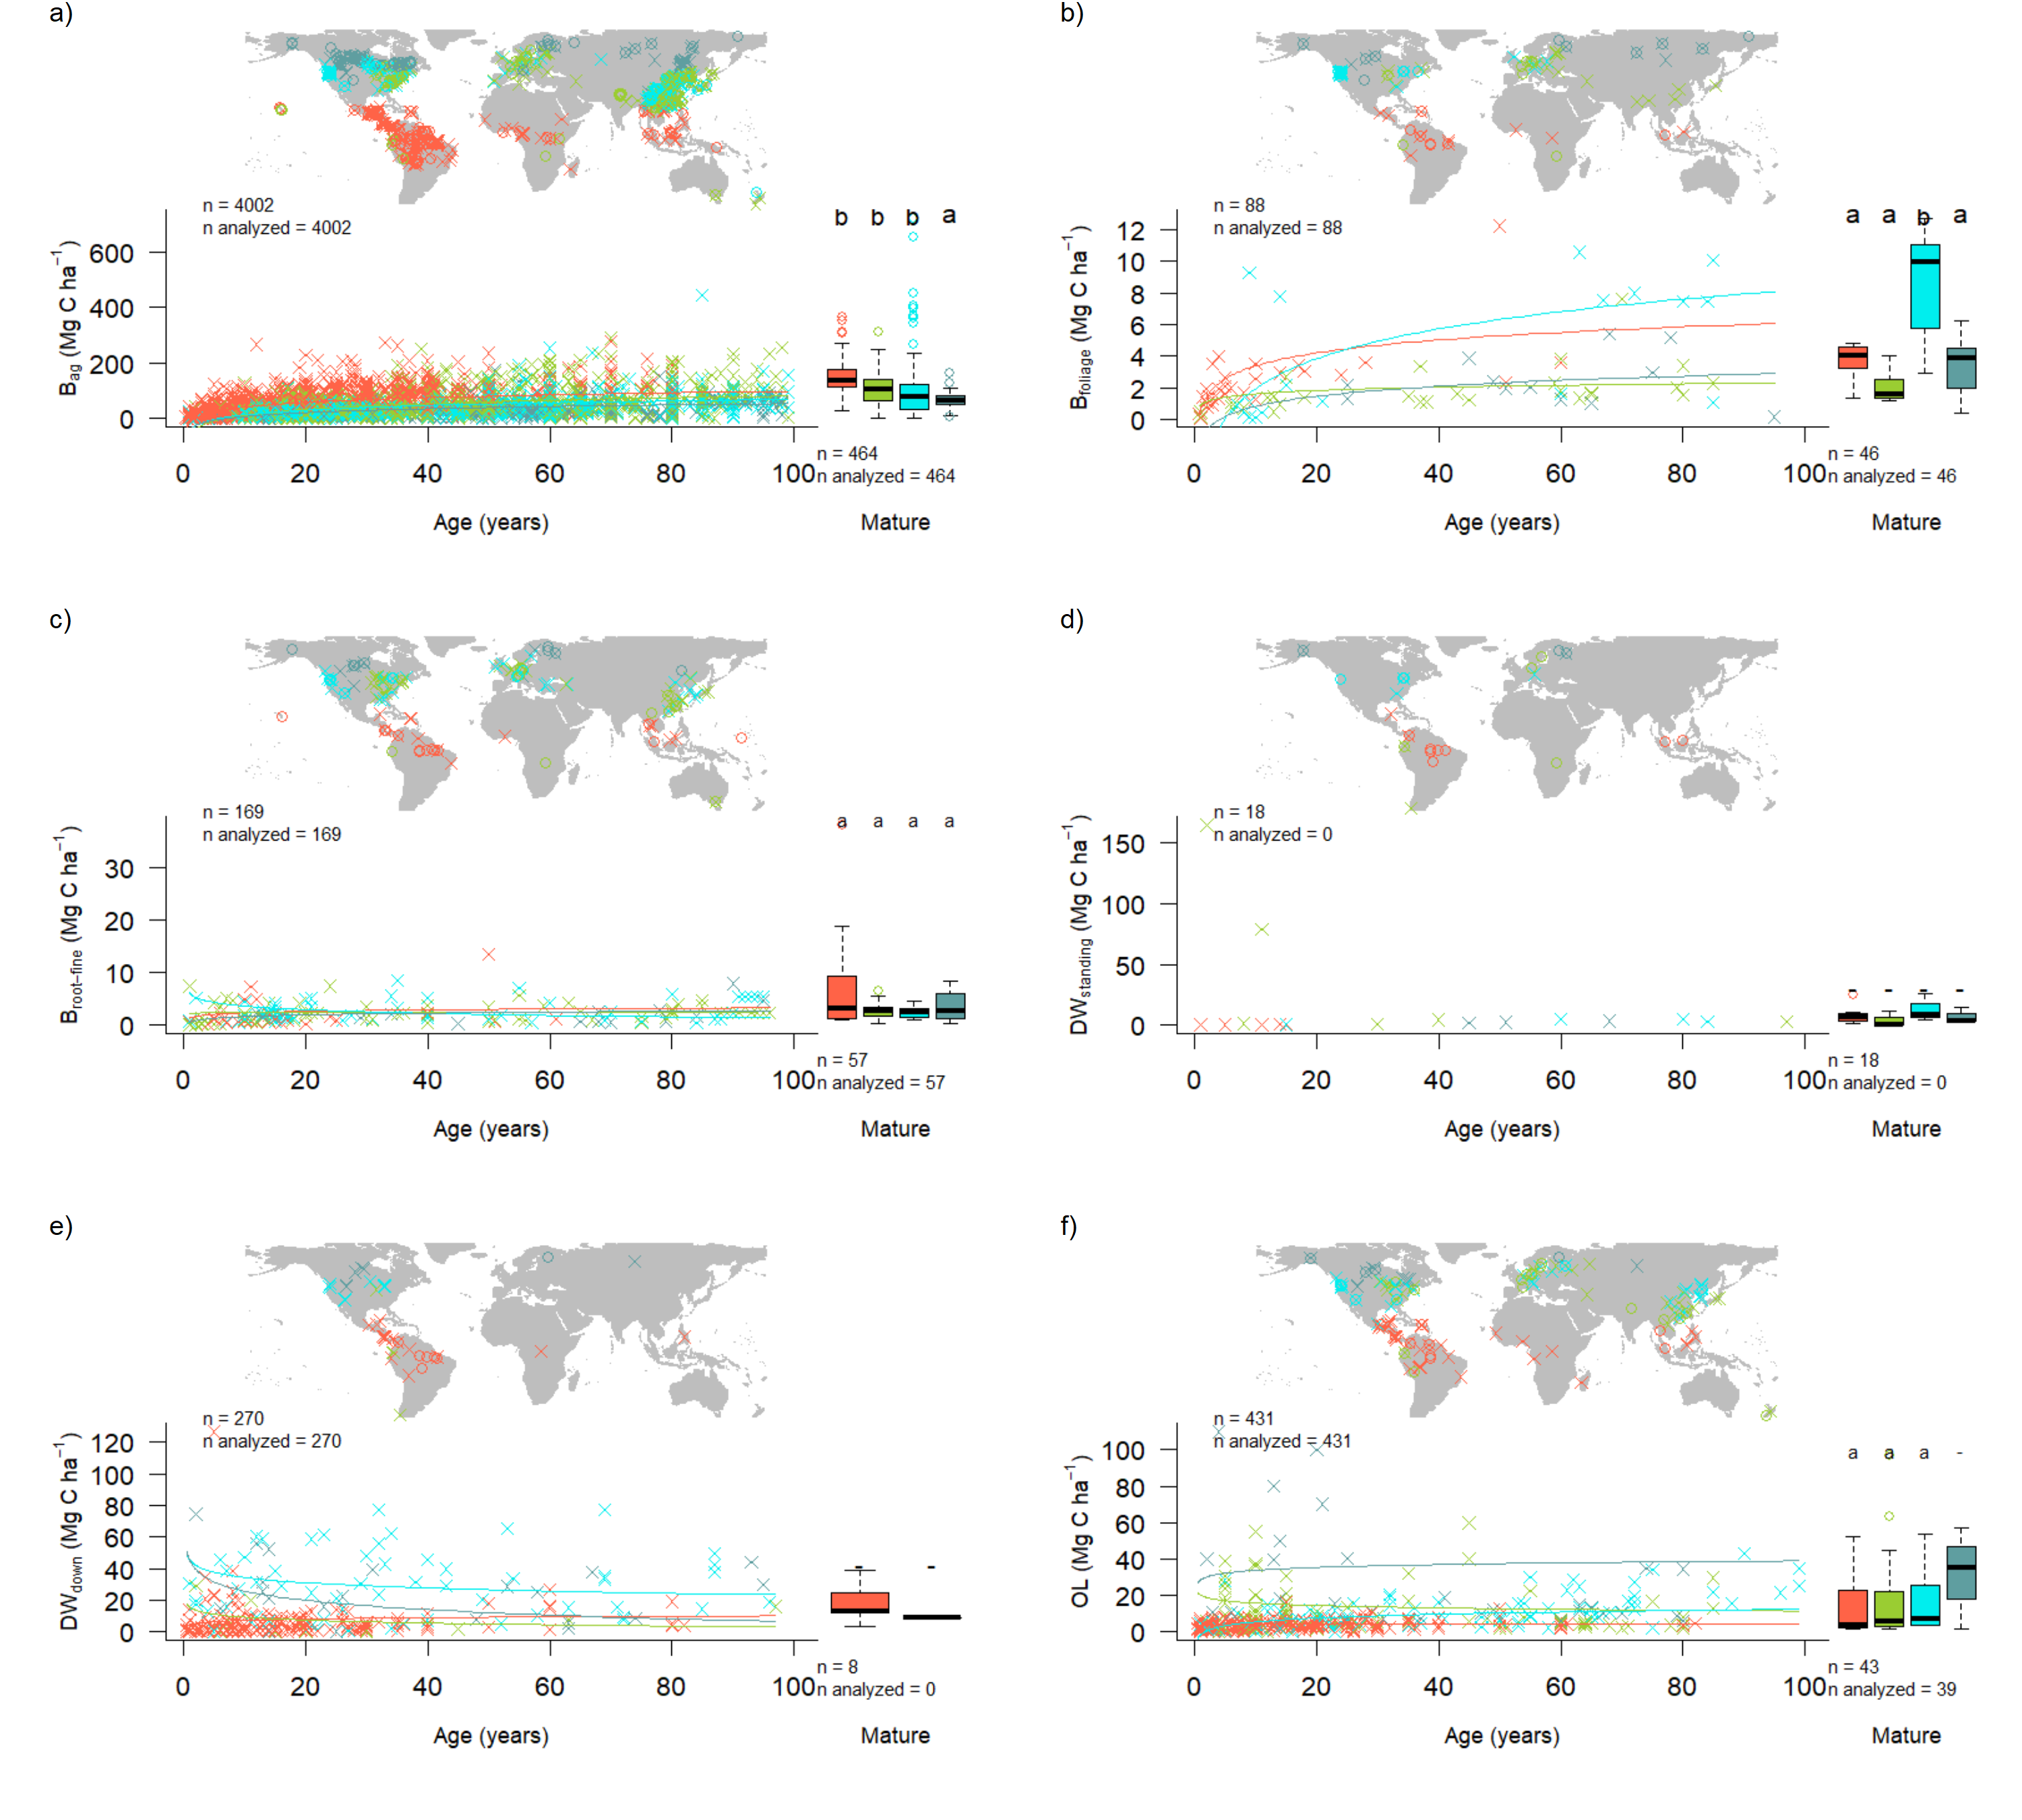 a)
n = 4002
n analyzed = 4002
b b b a
B_ag (Mg C ha⁻¹)
600
400
200
0
0 20 40 60 80 100
n = 464
n analyzed = 464
Age (years)
Mature
b)
n = 88
n analyzed = 88
a a b a
B_foliage (Mg C ha⁻¹)
12
10
8
6
4
2
0
0 20 40 60 80 100
n = 46
n analyzed = 46
Age (years)
Mature
c)
n = 169
n analyzed = 169
a a a a
B_root−fine (Mg C ha⁻¹)
30
20
10
0
0 20 40 60 80 100
n = 57
n analyzed = 57
Age (years)
Mature
d)
n = 18
n analyzed = 0
- - - -
DW_standing (Mg C ha⁻¹)
150
100
50
0
0 20 40 60 80 100
n = 18
n analyzed = 0
Age (years)
Mature
e)
n = 270
n analyzed = 270
- -
DW_down (Mg C ha⁻¹)
120
100
80
60
40
20
0
0 20 40 60 80 100
n = 8
n analyzed = 0
Age (years)
Mature
f)
n = 431
n analyzed = 431
a a a -
OL (Mg C ha⁻¹)
100
80
60
40
20
0
0 20 40 60 80 100
n = 43
n analyzed = 39
Age (years)
Mature